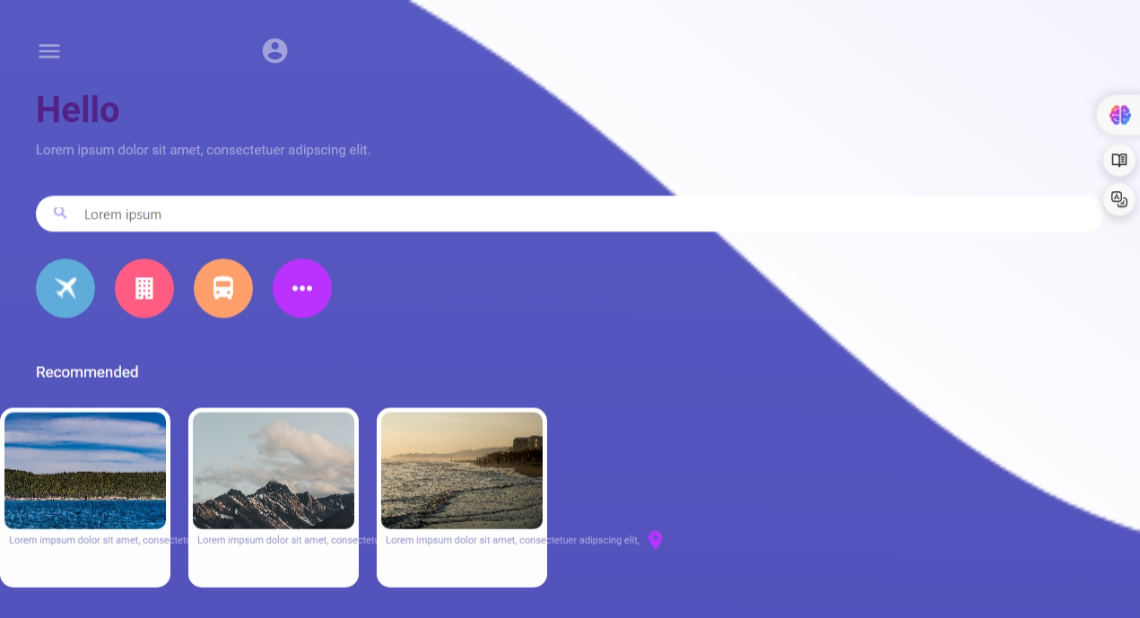 Hello
Lorem ipsum dolor sit amet, consectetuer adipscing elit.
Lorem ipsum
Recommended
Lorem impsum dolor sit amet, consectetu
Lorem impsum dolor sit amet, consectetu
Lorem impsum dolor sit amet, consectetuer adipscing elit,